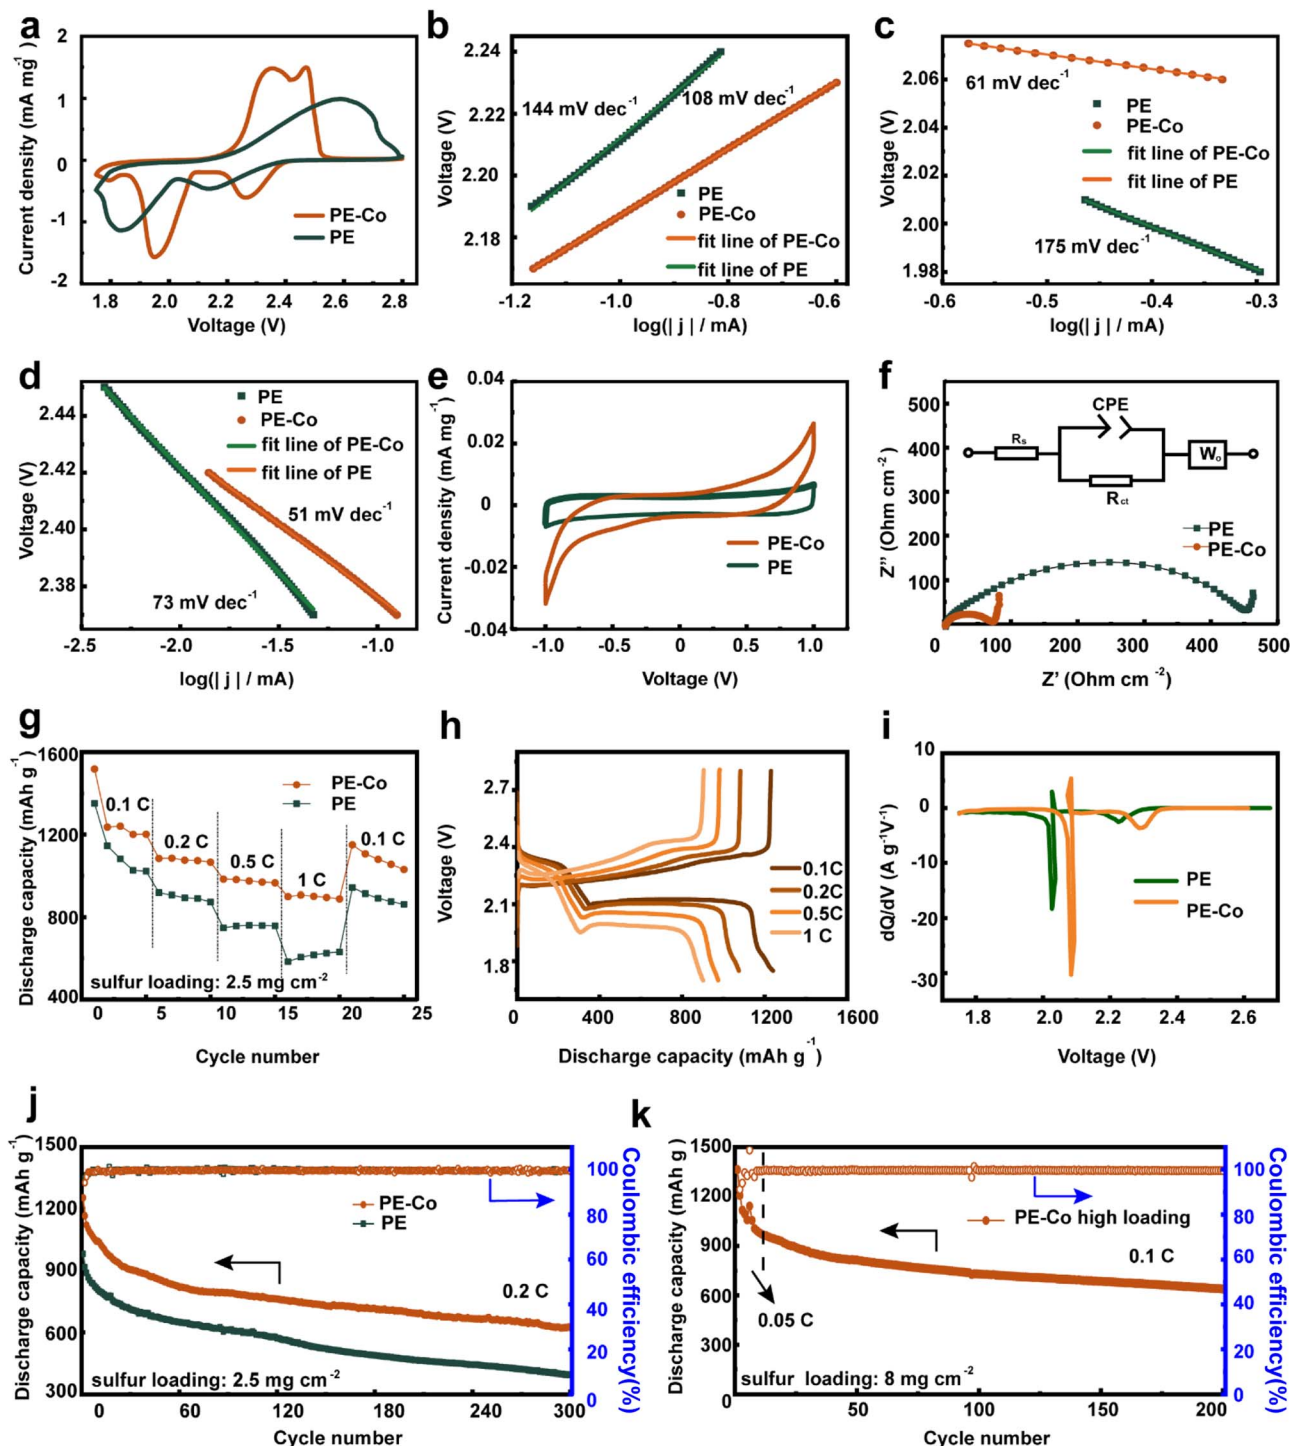 a
2
1
0
-1
-2
Current density (mA mg-1)
PE-Co
PE
1.8 2.0 2.2 2.4 2.6 2.8
Voltage (V)
b
2.24
2.22
2.20
2.18
Voltage (V)
144 mV dec-1
108 mV dec-1
PE
PE-Co
fit line of PE-Co
fit line of PE
-1.2 -1.0 -0.8 -0.6
log(| j | / mA)
c
2.06
2.04
2.02
2.00
1.98
Voltage (V)
61 mV dec-1
PE
PE-Co
fit line of PE-Co
fit line of PE
175 mV dec-1
-0.6 -0.5 -0.4 -0.3
log(| j | / mA)
d
2.44
2.42
2.40
2.38
Voltage (V)
PE
PE-Co
fit line of PE-Co
fit line of PE
51 mV dec-1
73 mV dec-1
-2.5 -2.0 -1.5 -1.0
log(| j | / mA)
e
0.04
0.02
0
-0.02
-0.04
Current density (mA mg-1)
PE-Co
PE
-1.0 -0.5 0 0.5 1.0
Voltage (V)
f
500
400
300
200
100
Z'' (Ohm cm-2)
CPE
Rs
Rct
Wo
PE
PE-Co
0 100 200 300 400 500
Z' (Ohm cm-2)
g
1600
1200
800
400
Discharge capacity (mAh g-1)
PE-Co
PE
0.1 C
0.2 C
0.5 C
1 C
0.1 C
sulfur loading: 2.5 mg cm-2
0 5 10 15 20 25
Cycle number
h
2.7
2.4
2.1
1.8
Voltage (V)
0.1C
0.2C
0.5C
1 C
0 400 800 1200 1600
Discharge capacity (mAh g-1)
i
10
0
-10
-20
-30
dQ/dV (A g-1V-1)
PE
PE-Co
1.8 2.0 2.2 2.4 2.6
Voltage (V)
j
1500
1200
900
600
300
Discharge capacity (mAh g-1)
PE-Co
PE
0.2 C
sulfur loading: 2.5 mg cm-2
100
80
60
40
20
0
Coulombic efficiency(%)
0 60 120 180 240 300
Cycle number
k
1500
1200
900
600
300
0
Discharge capacity (mAh g )
PE-Co high loading
0.1 C
0.05 C
sulfur loading: 8 mg cm-2
100
80
60
40
20
0
Coulombic efficiency(%)
50 100 150 200
Cycle number